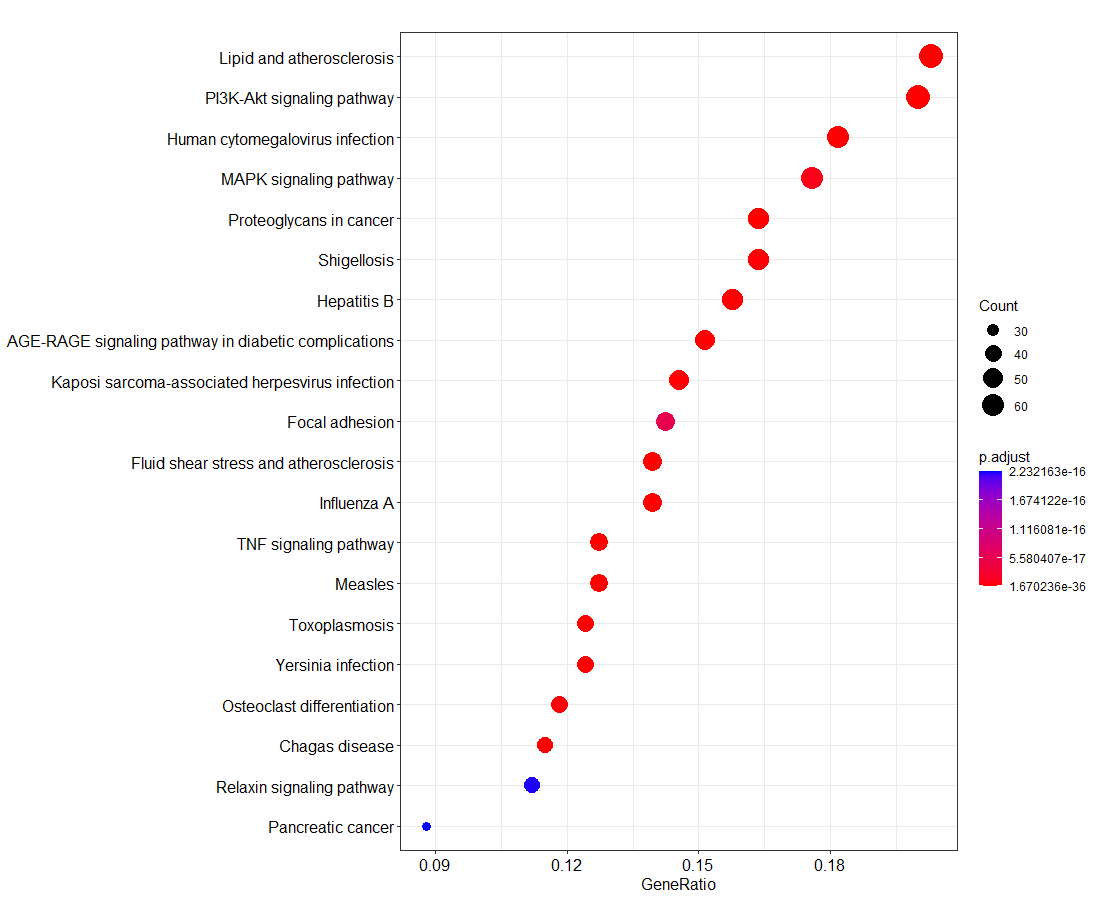 Lipid and atherosclerosis
PI3K-Akt signaling pathway
Human cytomegalovirus infection
MAPK signaling pathway
Proteoglycans in cancer
Shigellosis
Hepatitis B
AGE-RAGE signaling pathway in diabetic complications
Kaposi sarcoma-associated herpesvirus infection
Focal adhesion
Fluid shear stress and atherosclerosis
Influenza A
TNF signaling pathway
Measles
Toxoplasmosis
Yersinia infection
Osteoclast differentiation
Chagas disease
Relaxin signaling pathway
Pancreatic cancer
0.09 0.12 0.15 0.18
GeneRatio
Count
30
40
50
60
p.adjust
2.232163e-16
1.674122e-16
1.116081e-16
5.580407e-17
1.670236e-36